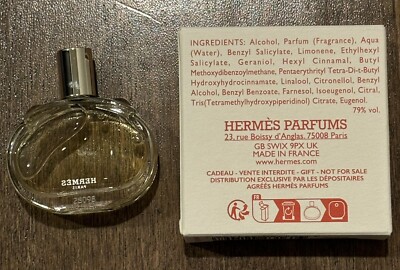 INGREDIENTS: Alcohol, Parfum (Fragrance), Aqua
(Water), Benzyl Salicylate, Limonene, Ethylhexyl
Salicylate, Geraniol, Hexyl Cinnamal, Butyl
Methoxydibenzoylmethane, Pentaerythrityl Tetra-Di-t-Butyl
Hydroxyhydrocinnamate, Linalool, Citronellol, Benzyl
Alcohol, Benzyl Benzoate, Farnesol, Isoeugenol, Citral,
Tris(Tetramethylhydroxypiperidinol) Citrate, Eugenol.
79% vol.
HERMÈS PARFUMS
23, rue Boissy d'Anglas, 75008 Paris
GB SW1X 9PX UK
MADE IN FRANCE
www.hermes.com
CADEAU - VENTE INTERDITE - GIFT - NOT FOR SALE
DISTRIBUTION EXCLUSIVE PAR LES DÉPOSITAIRES
AGRÉÉS HERMÈS PARFUMS
FR
HERMÈS
PARIS